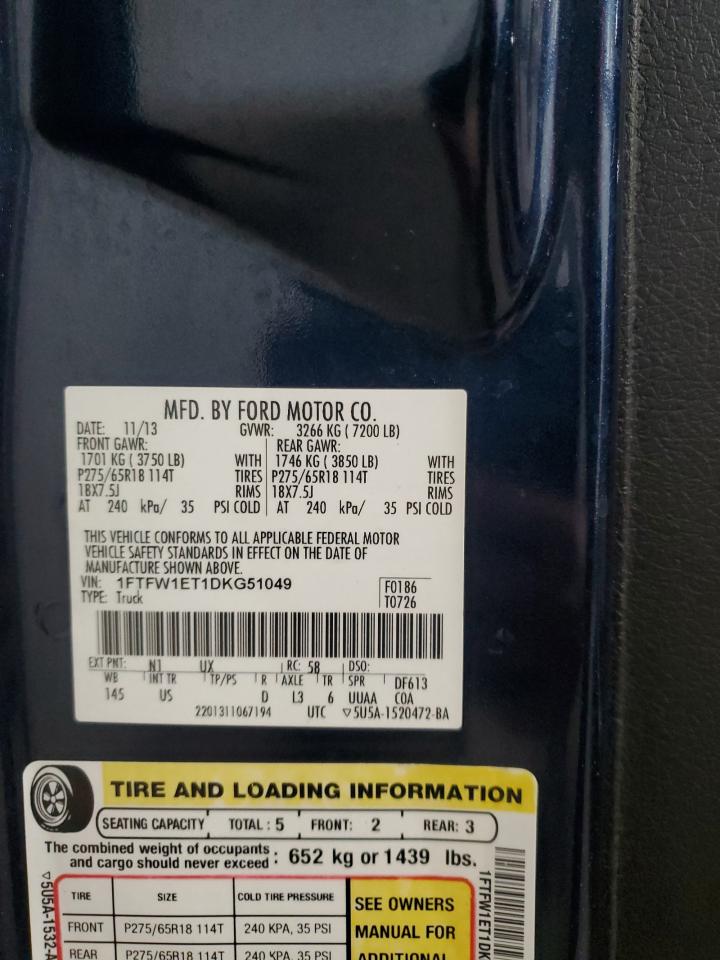 MFD. BY FORD MOTOR CO.
DATE: 11/13 GVWR: 3266 KG ( 7200 LB)
FRONT GAWR: REAR GAWR:
1701 KG ( 3750 LB) WITH 1746 KG ( 3850 LB) WITH
P275/65R18 114T TIRES P275/65R18 114T TIRES
18X7.5J RIMS 18X7.5J RIMS
AT 240 kPa/ 35 PSI COLD AT 240 kPa/ 35 PSI COLD
THIS VEHICLE CONFORMS TO ALL APPLICABLE FEDERAL MOTOR
VEHICLE SAFETY STANDARDS IN EFFECT ON THE DATE OF
MANUFACTURE SHOWN ABOVE.
VIN: 1FTFW1ET1DKG51049 F0186
TYPE: Truck T0726
EXT PNT: N1 UX RC: 58 DSO:
WB INT TR TP/PS R AXLE TR SPR DF613
145 US D L3 6 UUAA COA
2201311067194 UTC ▽5U5A-1520472-BA
TIRE AND LOADING INFORMATION
SEATING CAPACITY TOTAL : 5 FRONT: 2 REAR: 3
The combined weight of occupants
and cargo should never exceed : 652 kg or 1439 lbs.
TIRE SIZE COLD TIRE PRESSURE SEE OWNERS
FRONT P275/65R18 114T 240 KPA, 35 PSI MANUAL FOR
REAR P275/65R18 114T 240 KPA, 35 PSI ADDITIONAL
▽5U5A-1532-A
1FTFW1ET1DK